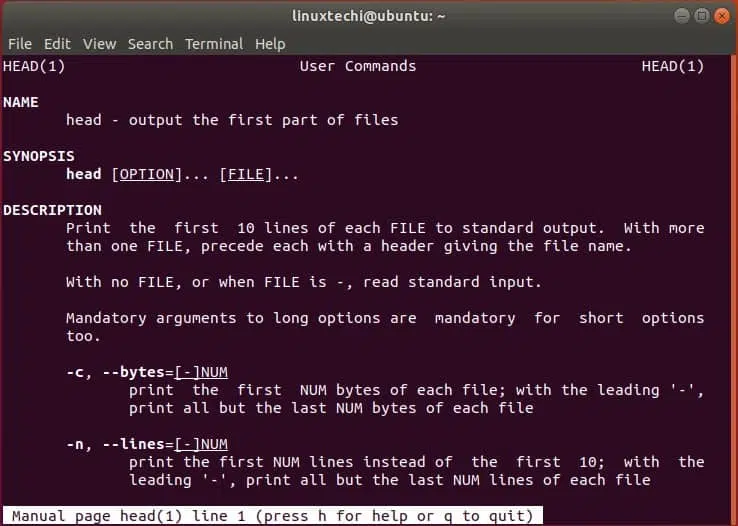 linuxtechi@ubuntu: ~
File Edit View Search Terminal Help
HEAD(1) User Commands HEAD(1)
NAME
head - output the first part of files
SYNOPSIS
head [OPTION]... [FILE]...
DESCRIPTION
Print the first 10 lines of each FILE to standard output. With more
than one FILE, precede each with a header giving the file name.
With no FILE, or when FILE is -, read standard input.
Mandatory arguments to long options are mandatory for short options
too.
-c, --bytes=[-]NUM
print the first NUM bytes of each file; with the leading '-',
print all but the last NUM bytes of each file
-n, --lines=[-]NUM
print the first NUM lines instead of the first 10; with the
leading '-', print all but the last NUM lines of each file
Manual page head(1) line 1 (press h for help or q to quit)